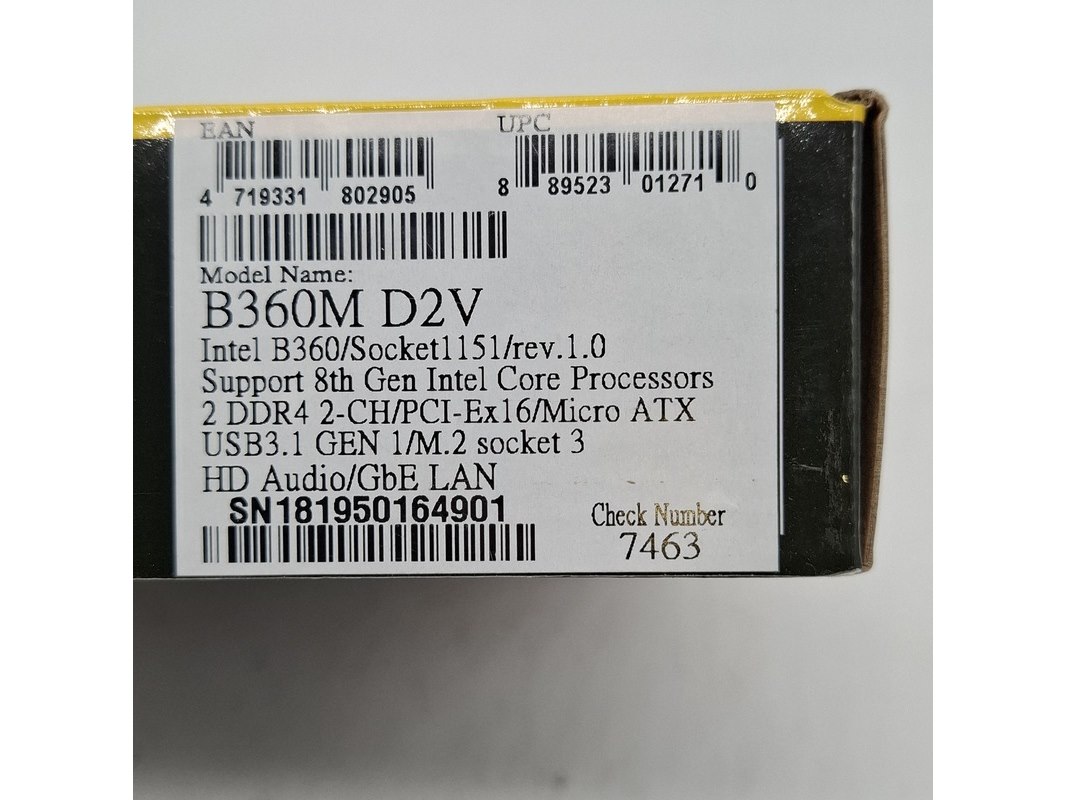 EAN
UPC
4 719331 802905
8 89523 01271 0
Model Name:
B360M D2V
Intel B360/Socket1151/rev.1.0
Support 8th Gen Intel Core Processors
2 DDR4 2-CH/PCI-Ex16/Micro ATX
USB3.1 GEN 1/M.2 socket 3
HD Audio/GbE LAN
SN181950164901
Check Number
7463